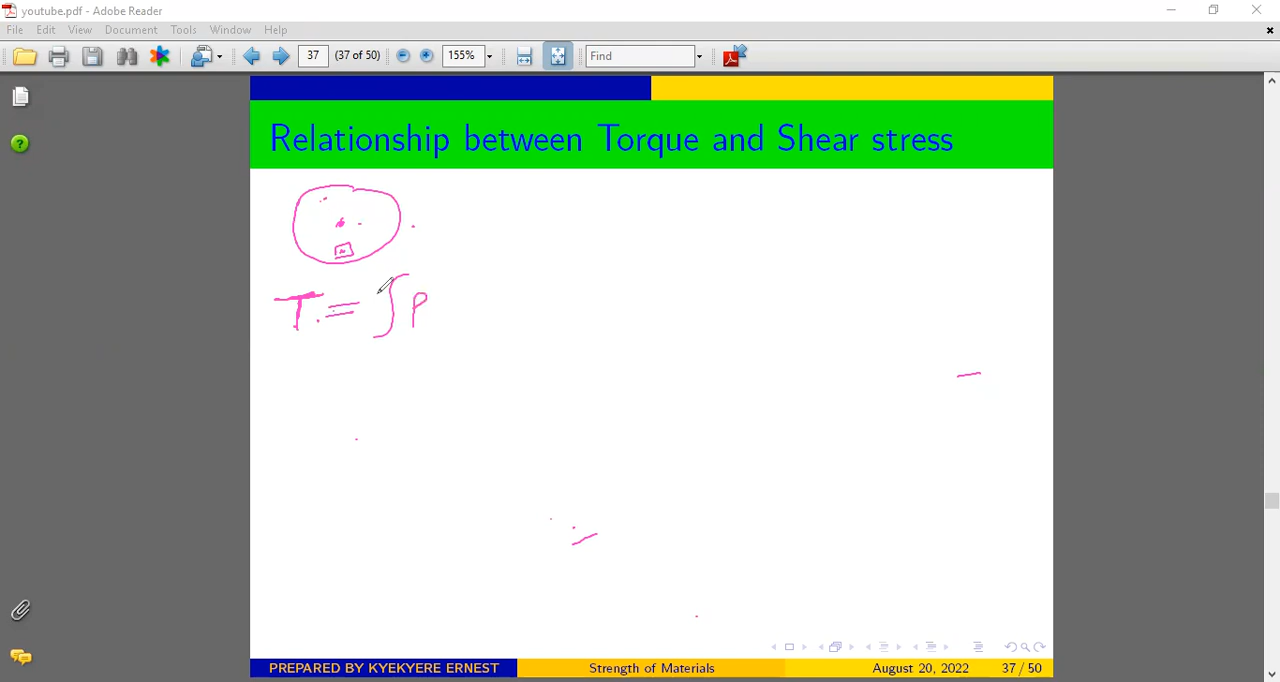 youtube.pdf - Adobe Reader
File Edit View Document Tools Window Help
37 (37 of 50) 155% Find
Relationship between Torque and Shear stress
T = ∫ρ
PREPARED BY KYEKYERE ERNEST Strength of Materials August 20, 2022 37 / 50